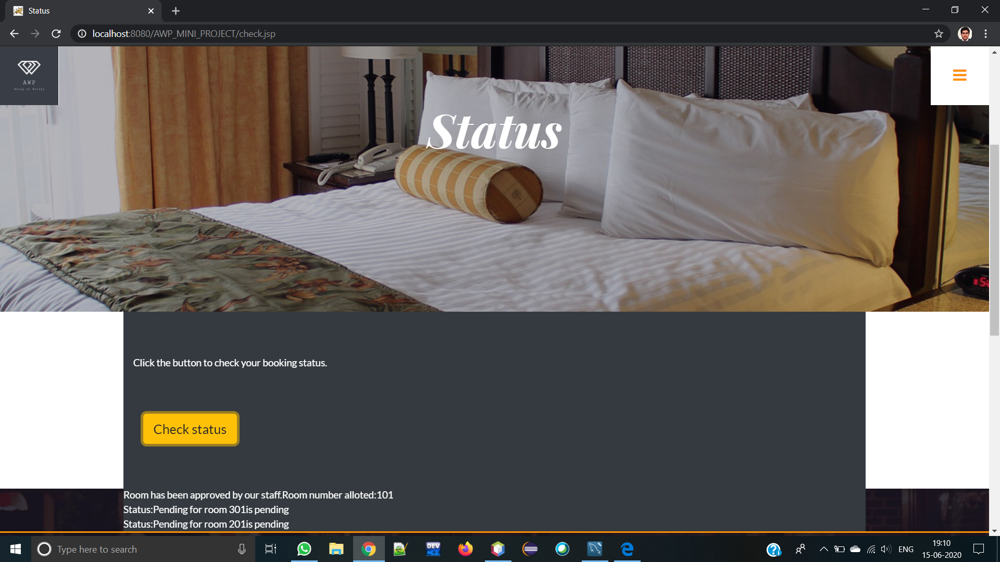 Status
localhost:8080/AWP_MINI_PROJECT/check.jsp
AWP
Group of Hotels
Status
Click the button to check your booking status.
Check status
Room has been approved by our staff.Room number alloted:101
Status:Pending for room 301is pending
Status:Pending for room 201is pending
Type here to search
DEV
C++
ENG
19:10
15-06-2020